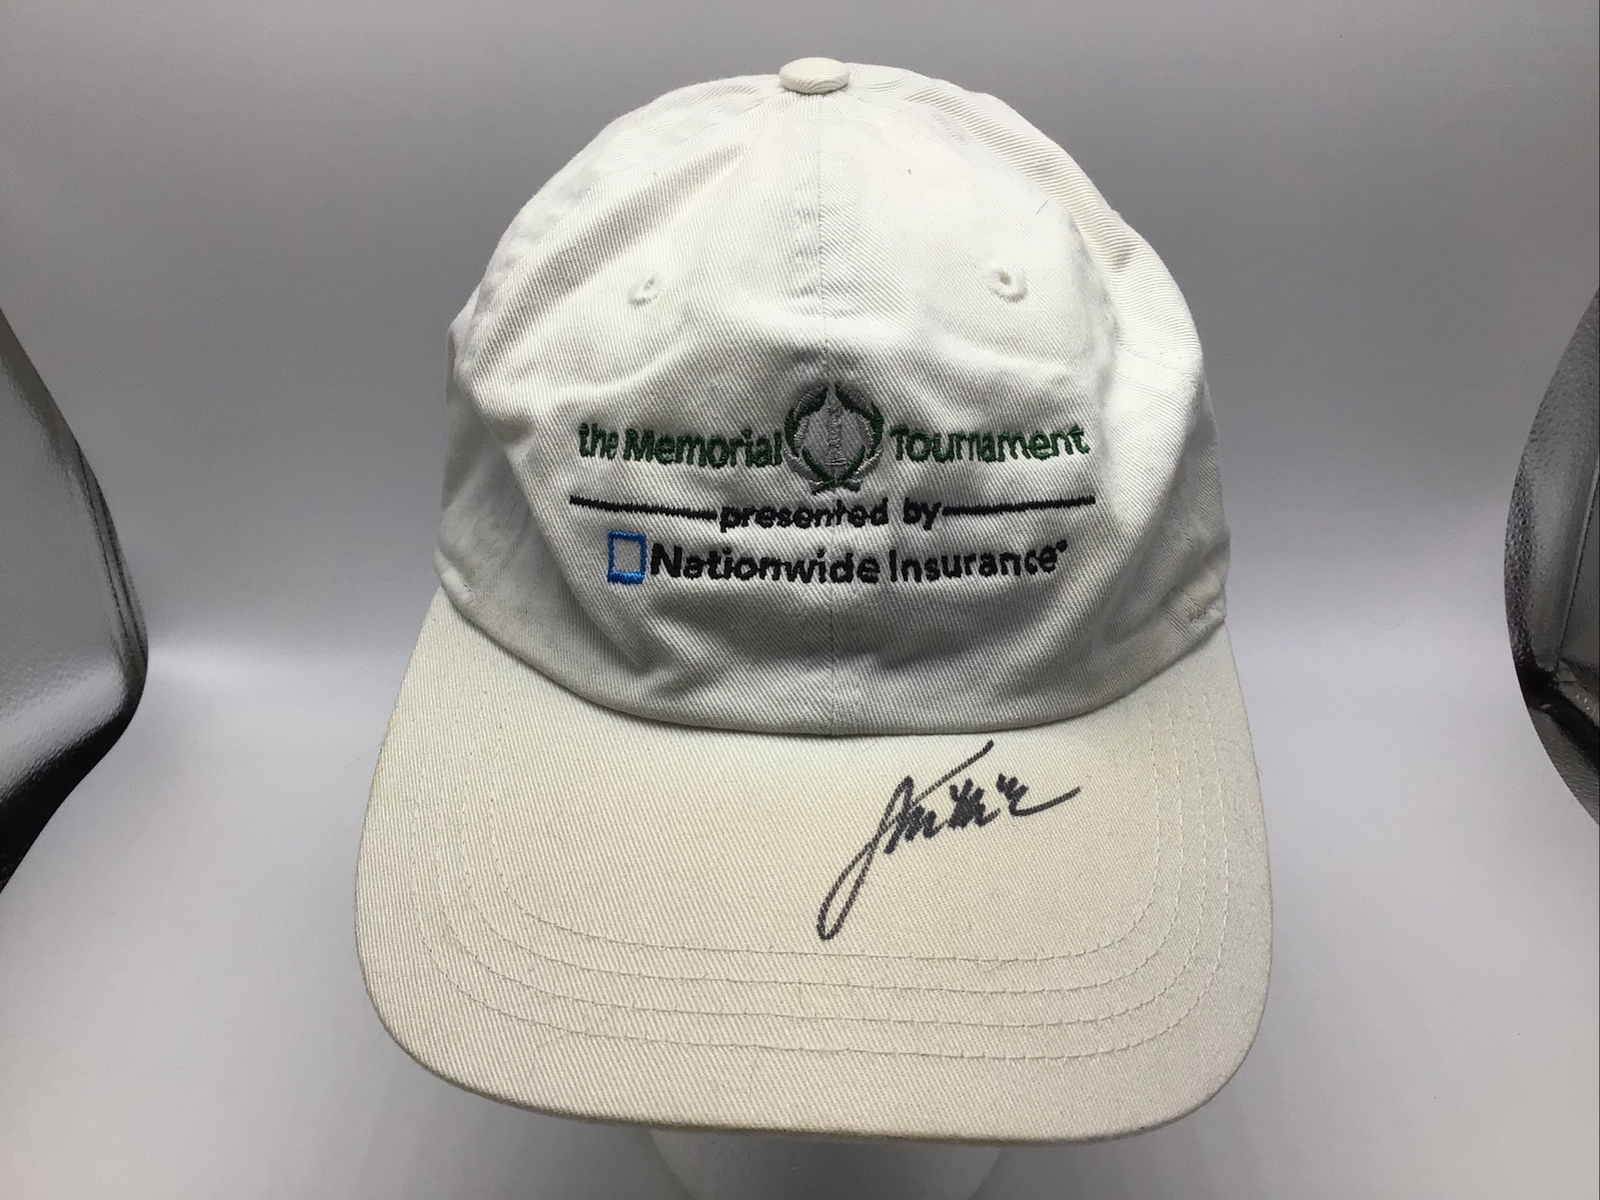 the Memorial Tournament
presented by
Nationwide Insurance®